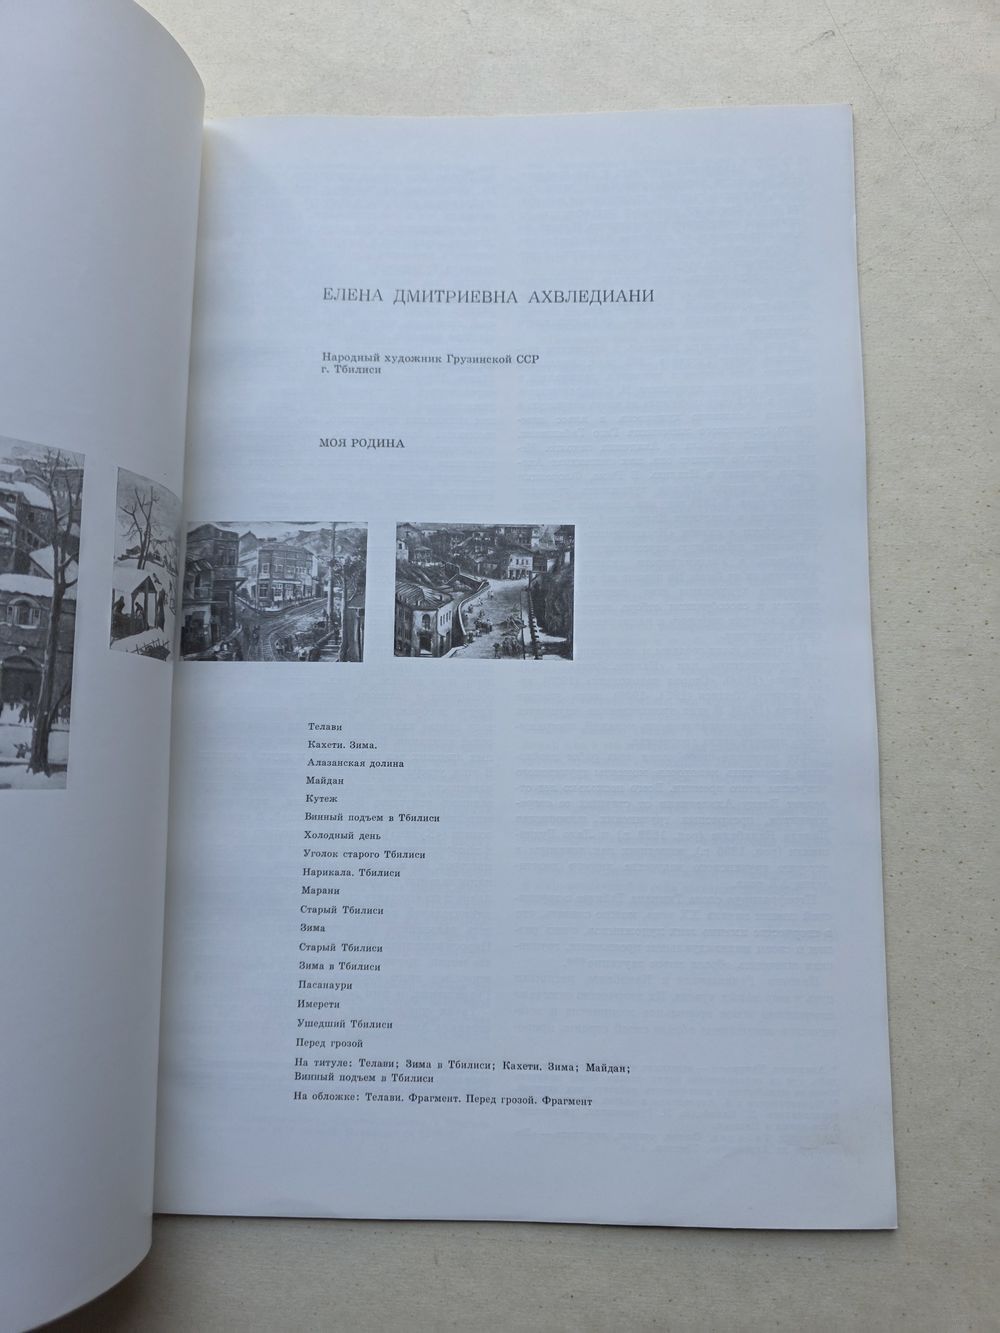 ЕЛЕНА ДМИТРИЕВНА АХВЛЕДИАНИ
Народный художник Грузинской ССР
г. Тбилиси
МОЯ РОДИНА
Телави
Кахети. Зима.
Алазанская долина
Майдан
Кутеж
Винный подъем в Тбилиси
Холодный день
Уголок старого Тбилиси
Нарикала. Тбилиси
Марани
Старый Тбилиси
Зима
Старый Тбилиси
Зима в Тбилиси
Пасанаури
Имерети
Ушедший Тбилиси
Перед грозой
На титуле: Телави; Зима в Тбилиси; Кахети. Зима; Майдан;
Винный подъем в Тбилиси
На обложке: Телави. Фрагмент. Перед грозой. Фрагмент